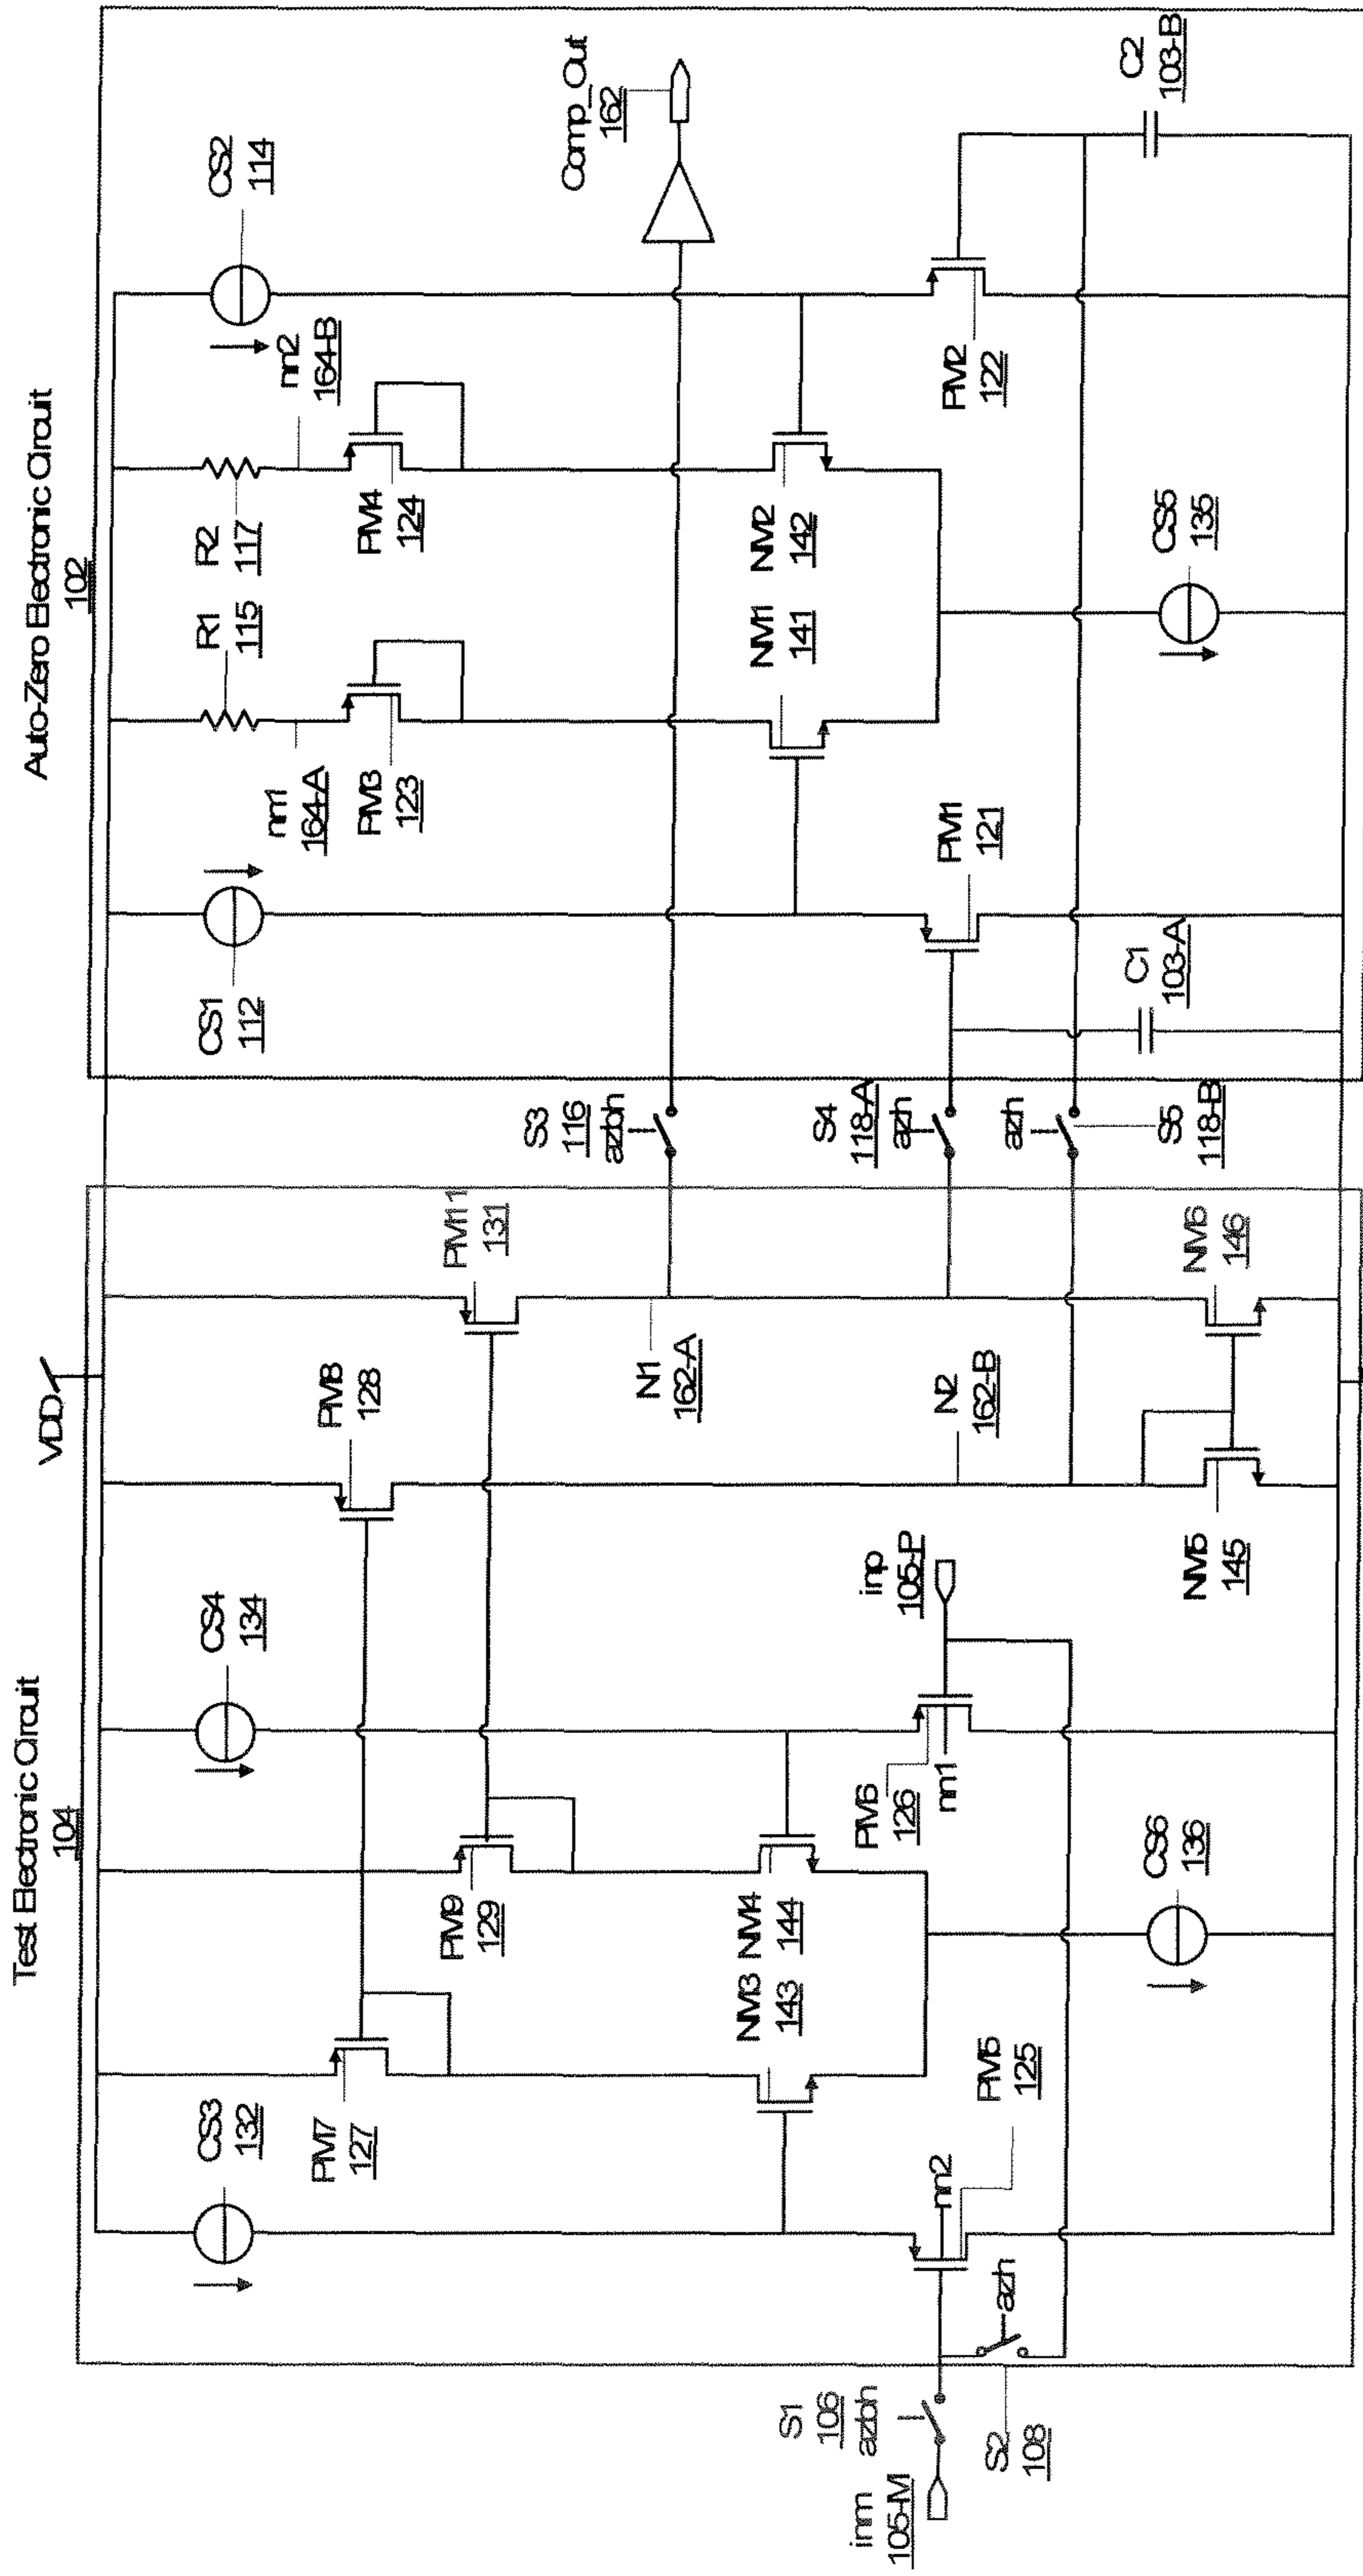 Test Electronic Circuit
104
Auto-Zero Electronic Circuit
102
VDD
CS3
132
CS4
134
PM7
127
PM9
129
PM8
128
PM11
131
NM3
143
NM4
144
N1
162-A
N2
162-B
PM5
125
nn2
PM6
126
nn1
inp
105-P
CS6
136
NM5
145
NM6
146
inm
105-M
S1
106
azbh
S2
108
azh
S3
116
azbh
S4
118-A
azh
azh
S5
118-B
CS1
112
R1
115
R2
117
CS2
114
nn1
164-A
nn2
164-B
PM3
123
PM4
124
Comp_Out
162
NM1
141
NM2
142
PM1
121
PM2
122
C1
103-A
C2
103-B
CS5
135